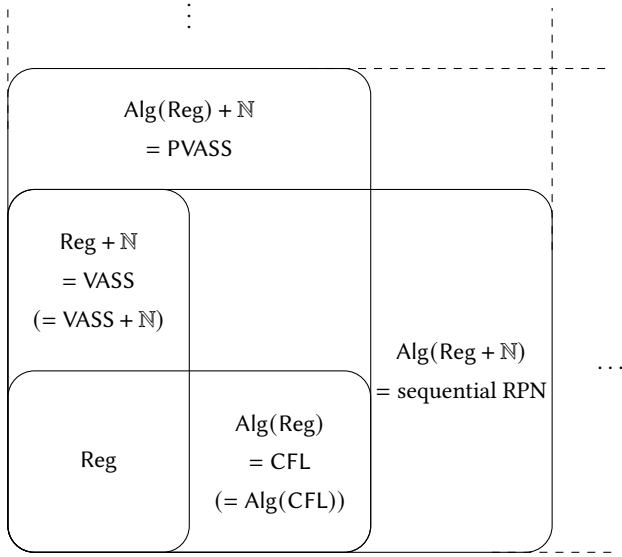 ⋮
Alg(Reg) + ℕ
= PVASS
Reg + ℕ
= VASS
(= VASS + ℕ)
Alg(Reg + ℕ)
= sequential RPN
...
Reg
Alg(Reg)
= CFL
(= Alg(CFL))